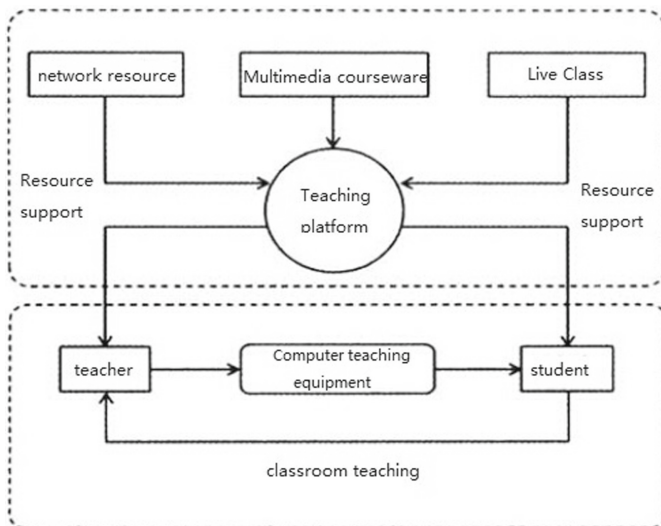 network resource
Multimedia courseware
Live Class
Resource
support
Teaching
platform
Resource
support
teacher
Computer teaching
equipment
student
classroom teaching